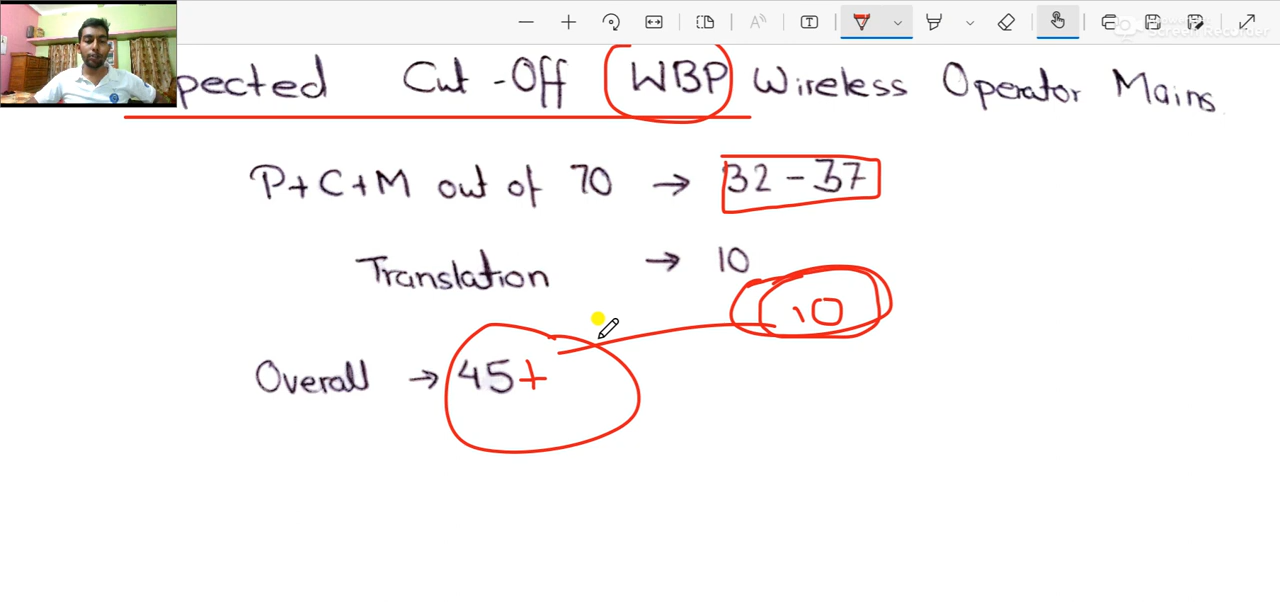 pected Cut-Off WBP Wireless Operator Mains
P+C+M out of 70 → 32-37
Translation → 10
10
Overall → 45+